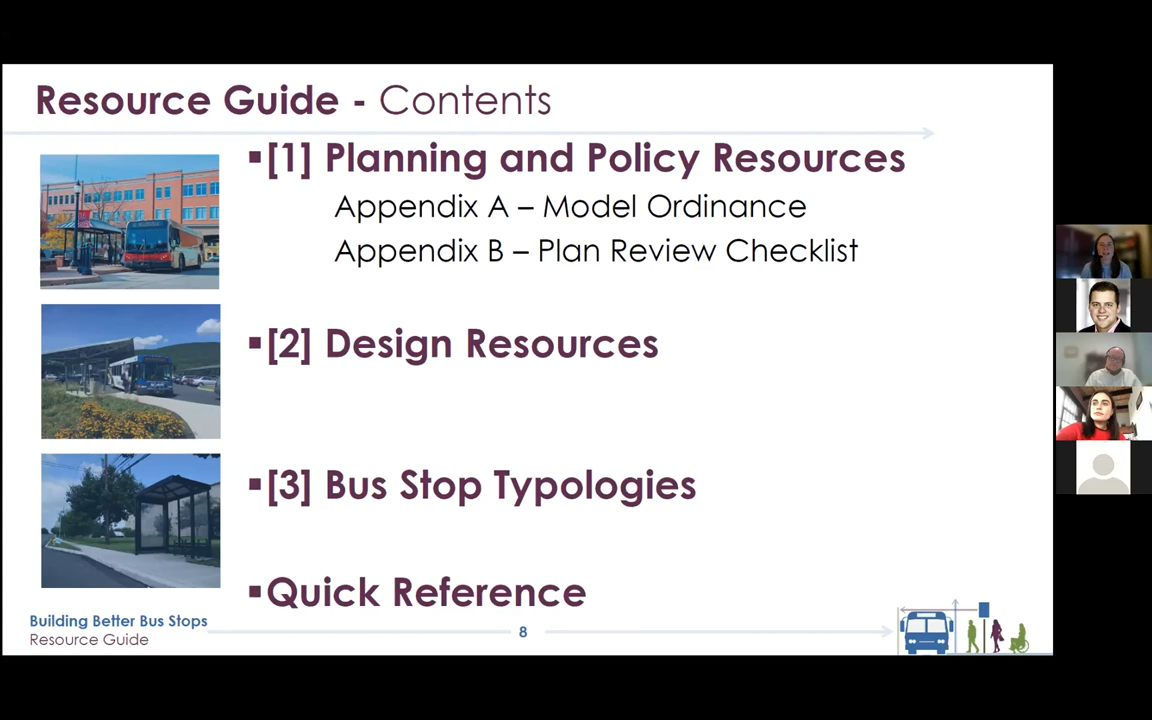 Resource Guide - Contents
▪[1] Planning and Policy Resources
Appendix A – Model Ordinance
Appendix B – Plan Review Checklist
▪[2] Design Resources
▪[3] Bus Stop Typologies
▪Quick Reference
Building Better Bus Stops
Resource Guide
8